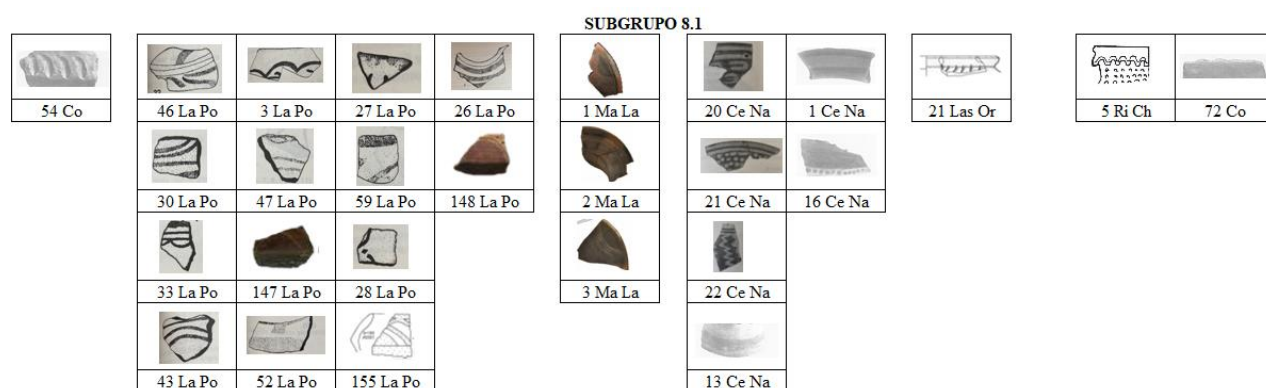 SUBGRUPO 8.1
54 Co 46 La Po 3 La Po 27 La Po 26 La Po 1 Ma La 20 Ce Na 1 Ce Na 21 Las Or 5 Ri Ch 72 Co
30 La Po 47 La Po 59 La Po 148 La Po 2 Ma La 21 Ce Na 16 Ce Na
33 La Po 147 La Po 28 La Po 3 Ma La 22 Ce Na
43 La Po 52 La Po 155 La Po 13 Ce Na